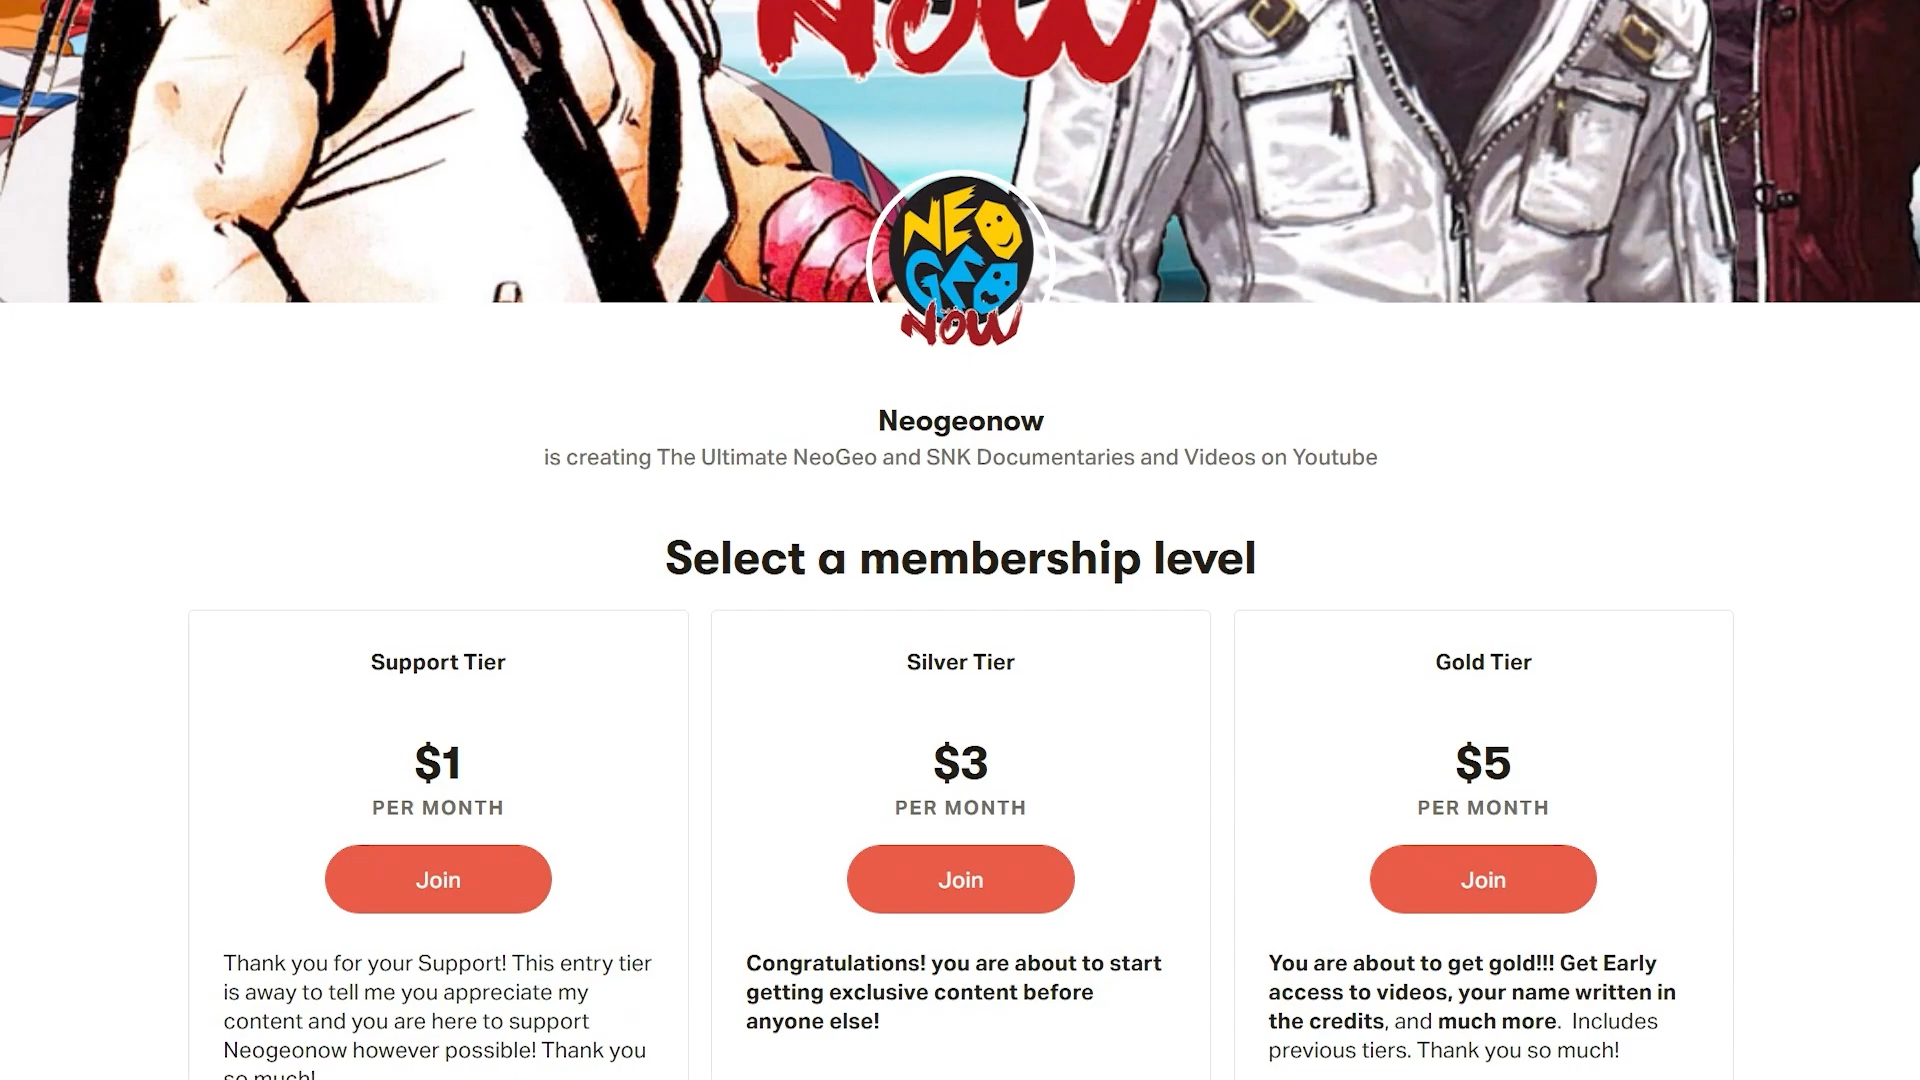 NOW
NEO
GEO
NOW
Neogeonow
is creating The Ultimate NeoGeo and SNK Documentaries and Videos on Youtube
Select a membership level
Support Tier
$1
PER MONTH
Join
Thank you for your Support! This entry tier
is away to tell me you appreciate my
content and you are here to support
Neogeonow however possible! Thank you
so much!
Silver Tier
$3
PER MONTH
Join
Congratulations! you are about to start
getting exclusive content before
anyone else!
Gold Tier
$5
PER MONTH
Join
You are about to get gold!!! Get Early
access to videos, your name written in
the credits, and much more. Includes
previous tiers. Thank you so much!